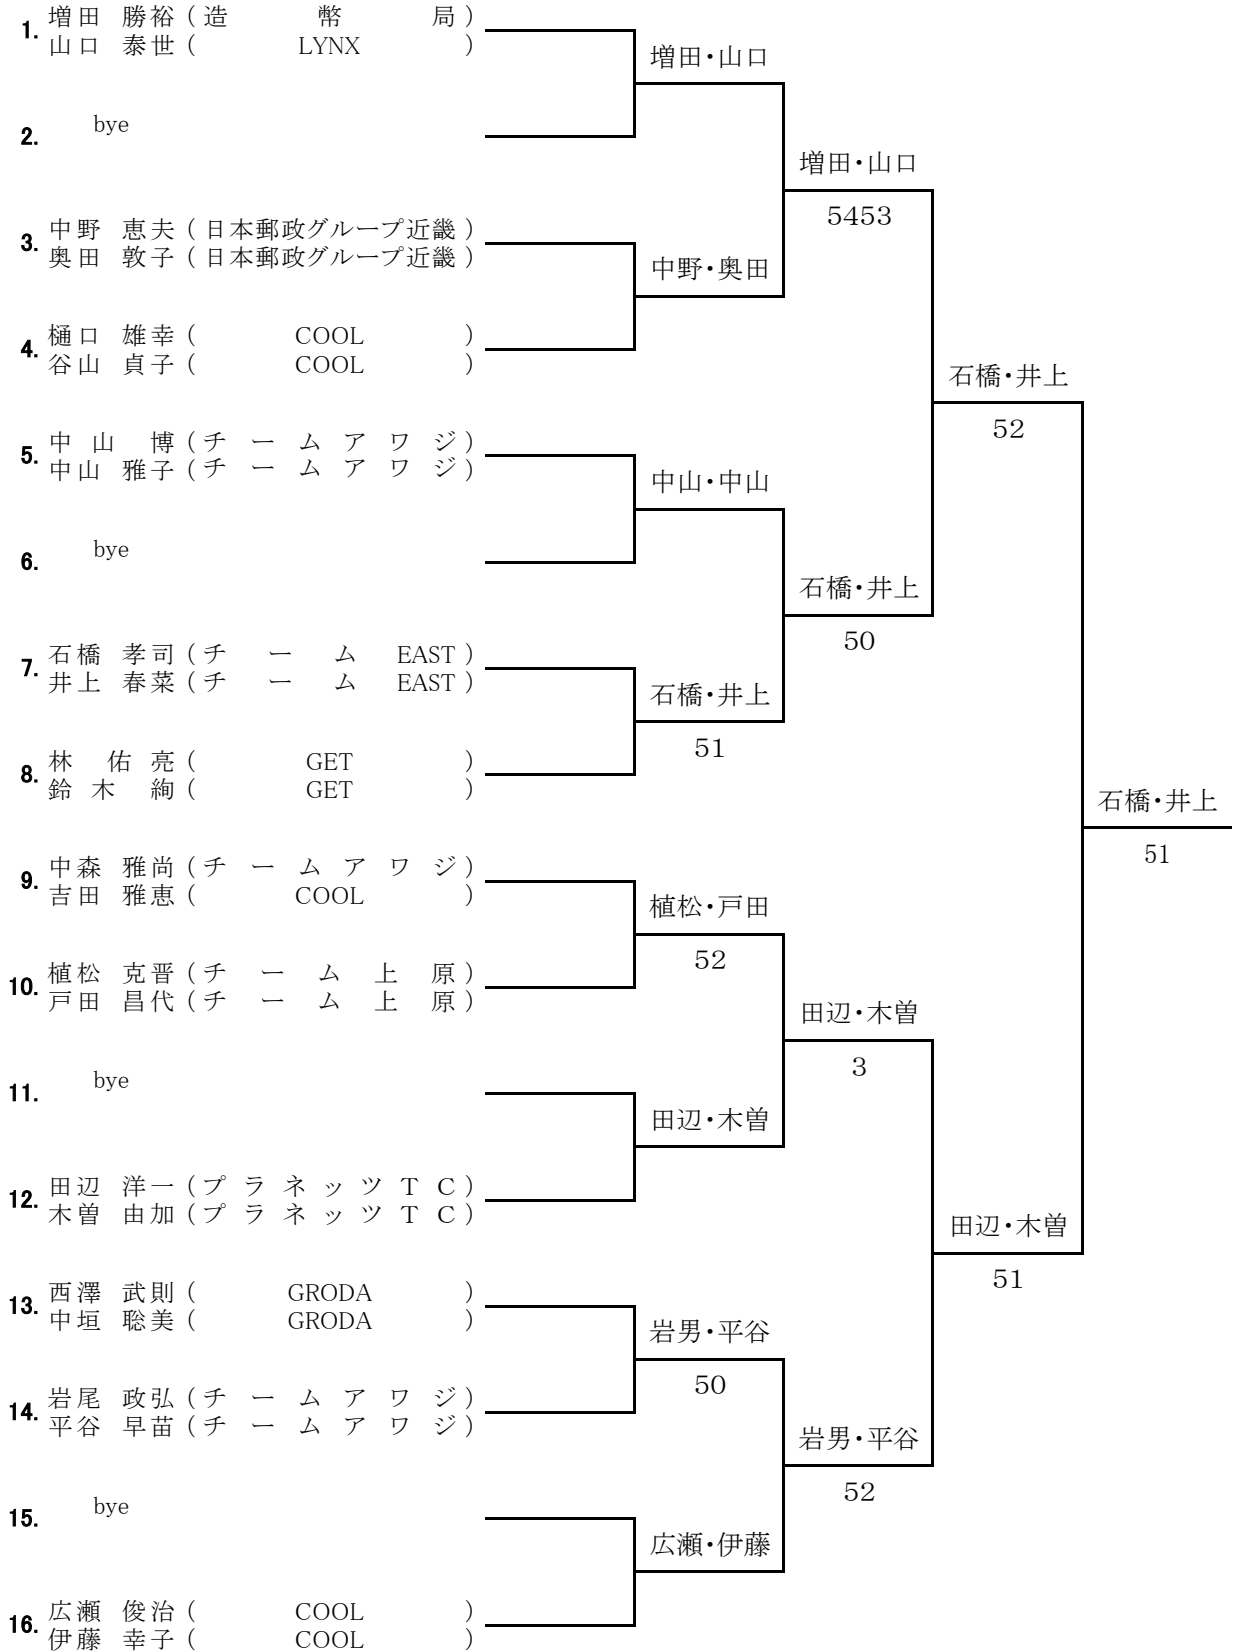 1. 増田 勝裕 ( 造 幣 局 )
山口 泰世 ( LYNX )
2. bye
3. 中野 恵夫 ( 日本郵政グループ近畿 )
奥田 敦子 ( 日本郵政グループ近畿 )
4. 樋口 雄幸 ( COOL )
谷山 貞子 ( COOL )
5. 中山 博 ( チームアワジ )
中山 雅子 ( チームアワジ )
6. bye
7. 石橋 孝司 ( チーム EAST )
井上 春菜 ( チーム EAST )
8. 林 佑亮 ( GET )
鈴木 絢 ( GET )
9. 中森 雅尚 ( チームアワジ )
吉田 雅恵 ( COOL )
10. 植松 克晋 ( チーム上原 )
戸田 昌代 ( チーム上原 )
11. bye
12. 田辺 洋一 ( プラネッツTC )
木曽 由加 ( プラネッツTC )
13. 西澤 武則 ( GRODA )
中垣 聡美 ( GRODA )
14. 岩尾 政弘 ( チームアワジ )
平谷 早苗 ( チームアワジ )
15. bye
16. 広瀬 俊治 ( COOL )
伊藤 幸子 ( COOL )
増田・山口
中野・奥田
中山・中山
石橋・井上
51
植松・戸田
52
田辺・木曽
岩男・平谷
50
広瀬・伊藤
増田・山口
5453
石橋・井上
50
田辺・木曽
3
岩男・平谷
52
石橋・井上
52
田辺・木曽
51
石橋・井上
51